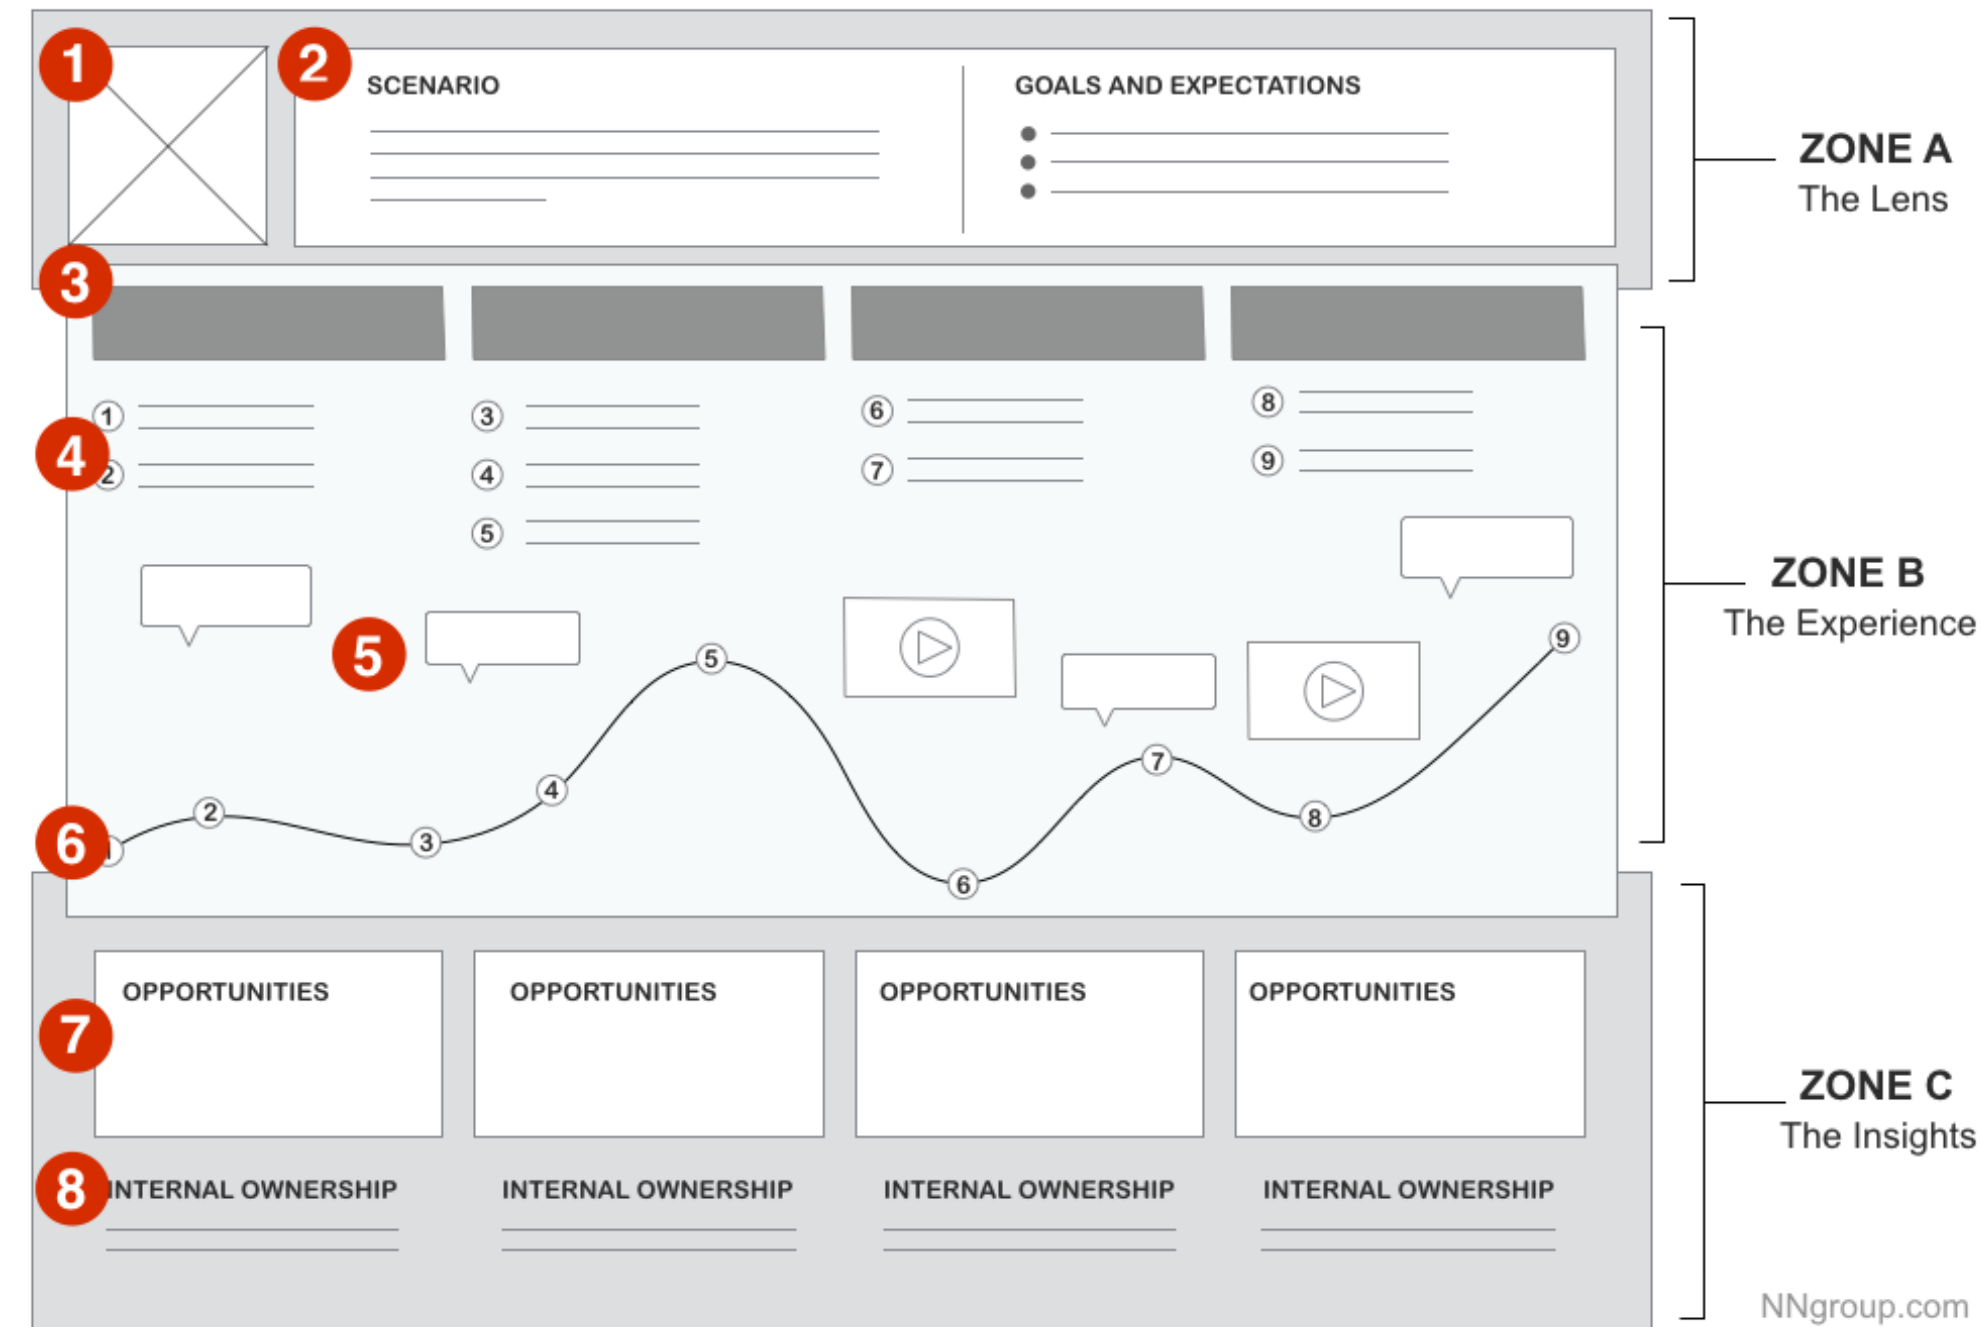 1
2
SCENARIO
GOALS AND EXPECTATIONS
ZONE A
The Lens
3
1
3
6
8
4
2
4
7
9
5
ZONE B
The Experience
5
5
9
7
4
2
8
6
1
3
6
OPPORTUNITIES OPPORTUNITIES OPPORTUNITIES OPPORTUNITIES
7
ZONE C
The Insights
8
INTERNAL OWNERSHIP INTERNAL OWNERSHIP INTERNAL OWNERSHIP INTERNAL OWNERSHIP
NNgroup.com